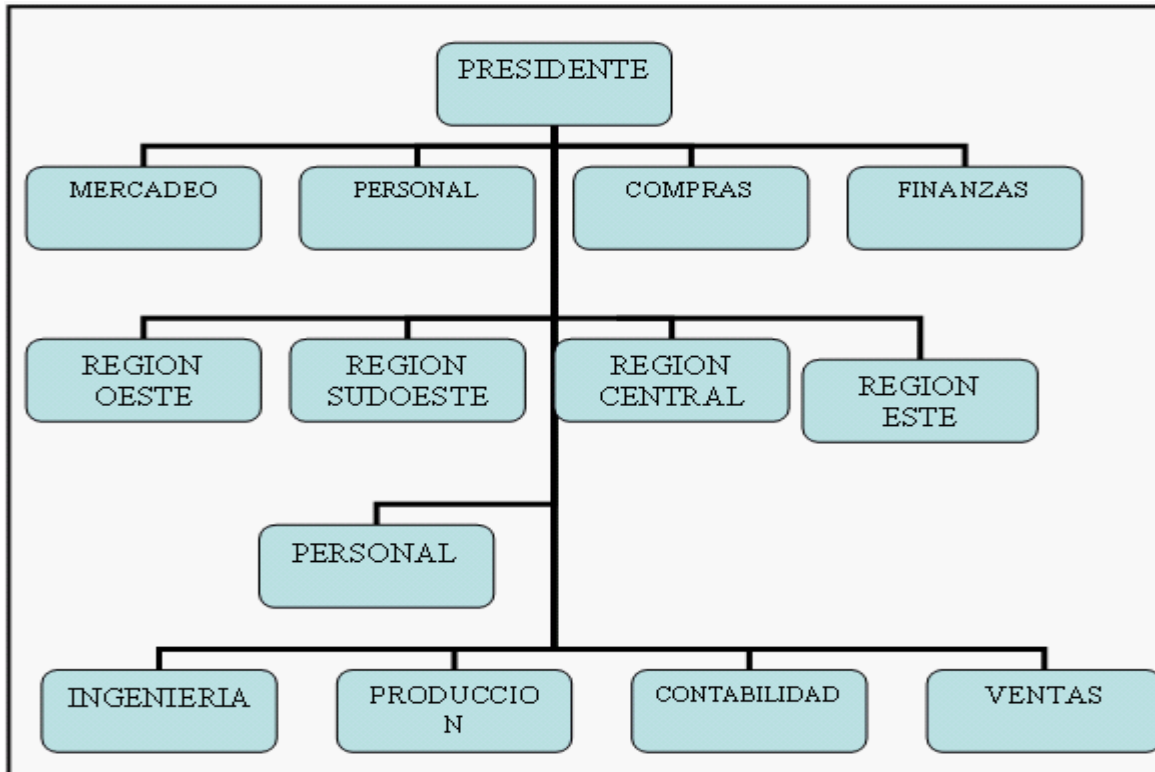 PRESIDENTE
MERCADEO
PERSONAL
COMPRAS
FINANZAS
REGION
OESTE
REGION
SUDOESTE
REGION
CENTRAL
REGION
ESTE
PERSONAL
INGENIERIA
PRODUCCIO
N
CONTABILIDAD
VENTAS